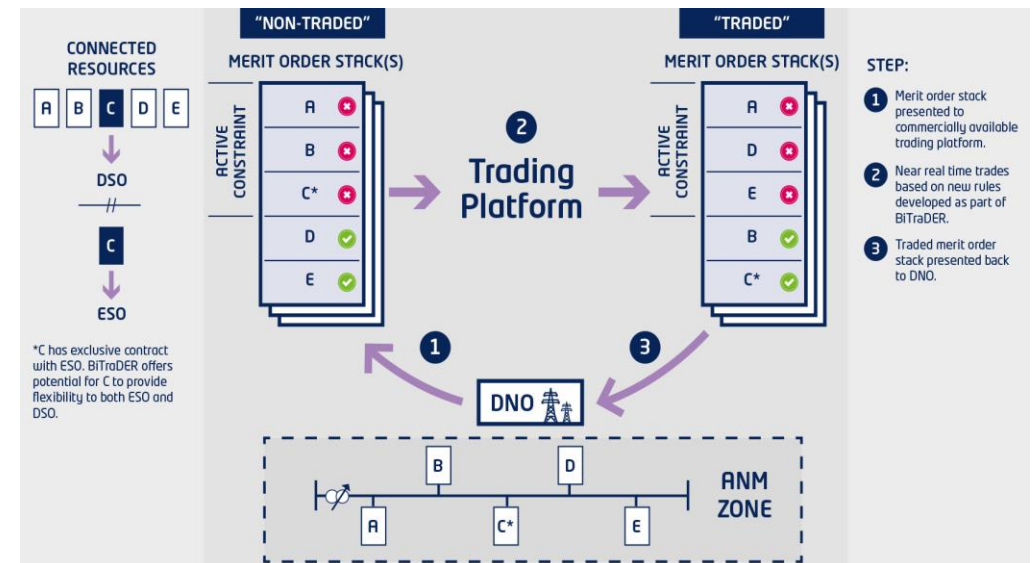 CONNECTED
RESOURCES
A B C D E
DSO
C
ESO
*C has exclusive contract
with ESO. BiTraDER offers
potential for C to provide
flexibility to both ESO and
DSO.
"NON-TRADED"
MERIT ORDER STACK(S)
ACTIVE
CONSTRAINT
A
B
C*
D
E
2
Trading
Platform
"TRADED"
MERIT ORDER STACK(S)
ACTIVE
CONSTRAINT
A
D
E
B
C*
1
3
DNO
B
D
A
C*
E
ANM
ZONE
STEP:
1 Merit order stack
presented to
commercially available
trading platform.
2 Near real time trades
based on new rules
developed as part of
BiTraDER.
3 Traded merit order
stack presented back
to DNO.